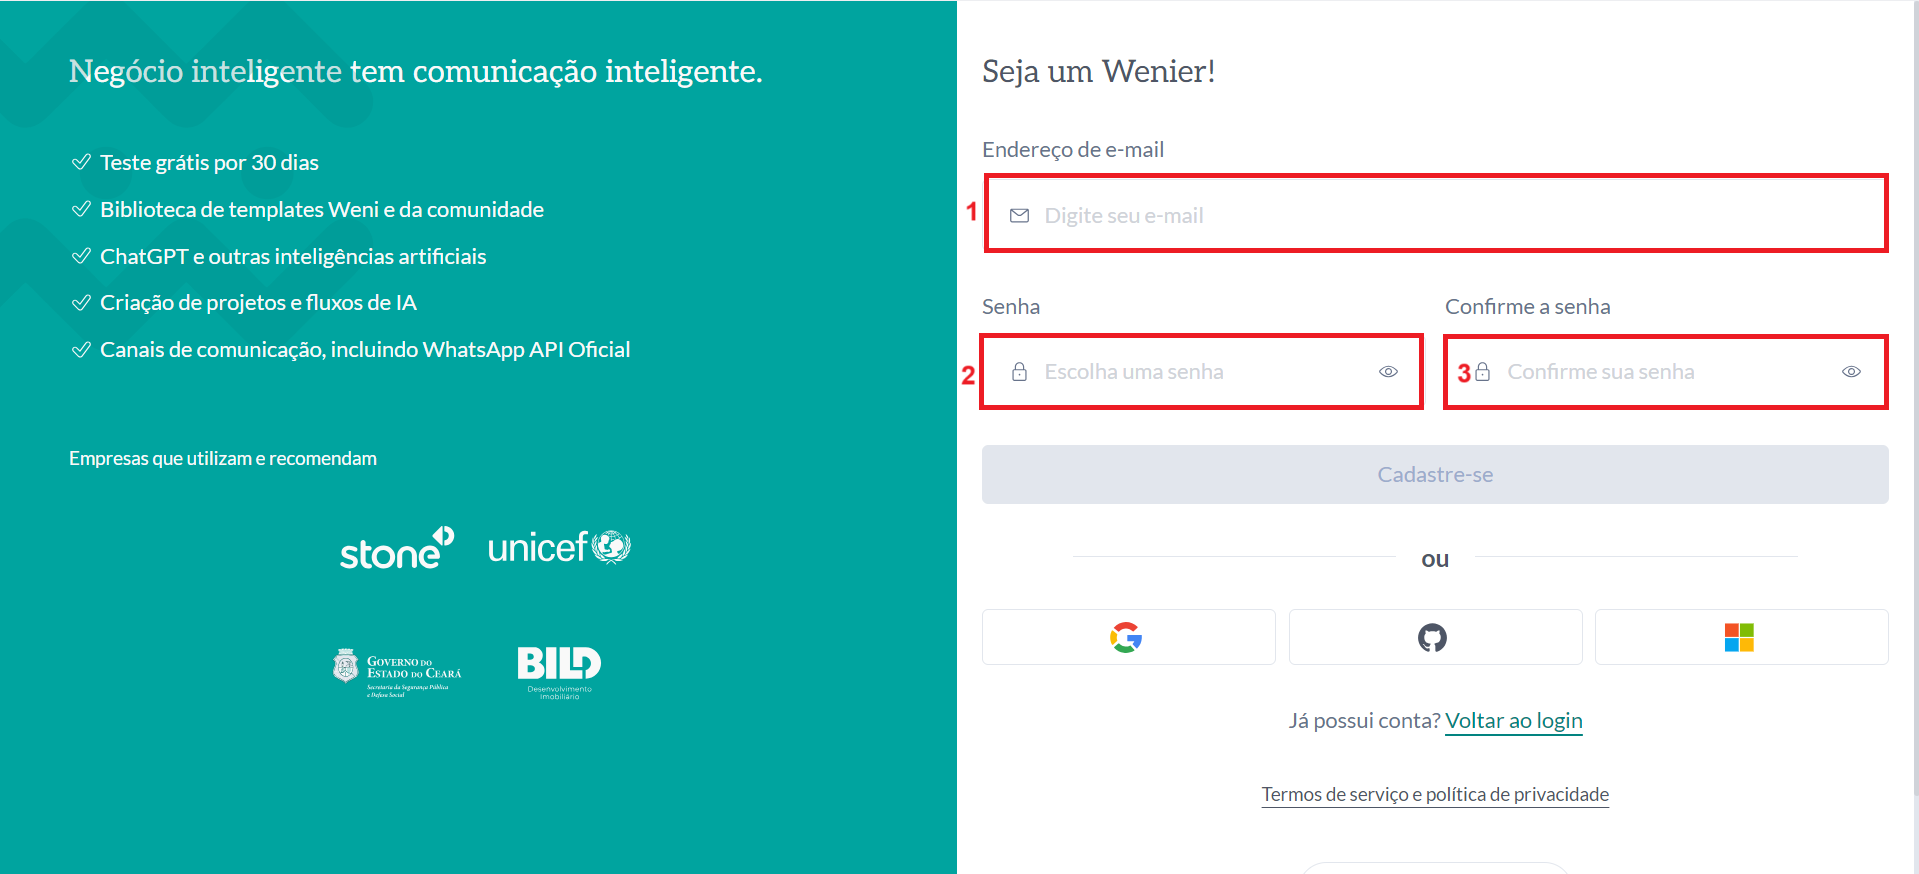 Negócio inteligente tem comunicação inteligente.
Teste grátis por 30 dias
Biblioteca de templates Weni e da comunidade
ChatGPT e outras inteligências artificiais
Criação de projetos e fluxos de IA
Canais de comunicação, incluindo WhatsApp API Oficial
Empresas que utilizam e recomendam
stone
unicef
GOVERNO DO
ESTADO DO CEARÁ
Secretaria da Segurança Pública
e Defesa Social
BILD
Desenvolvimento
Imobiliário
Seja um Wenier!
Endereço de e-mail
1
Digite seu e-mail
Senha
2
Escolha uma senha
Confirme a senha
3
Confirme sua senha
Cadastre-se
ou
Já possui conta? Voltar ao login
Termos de serviço e política de privacidade